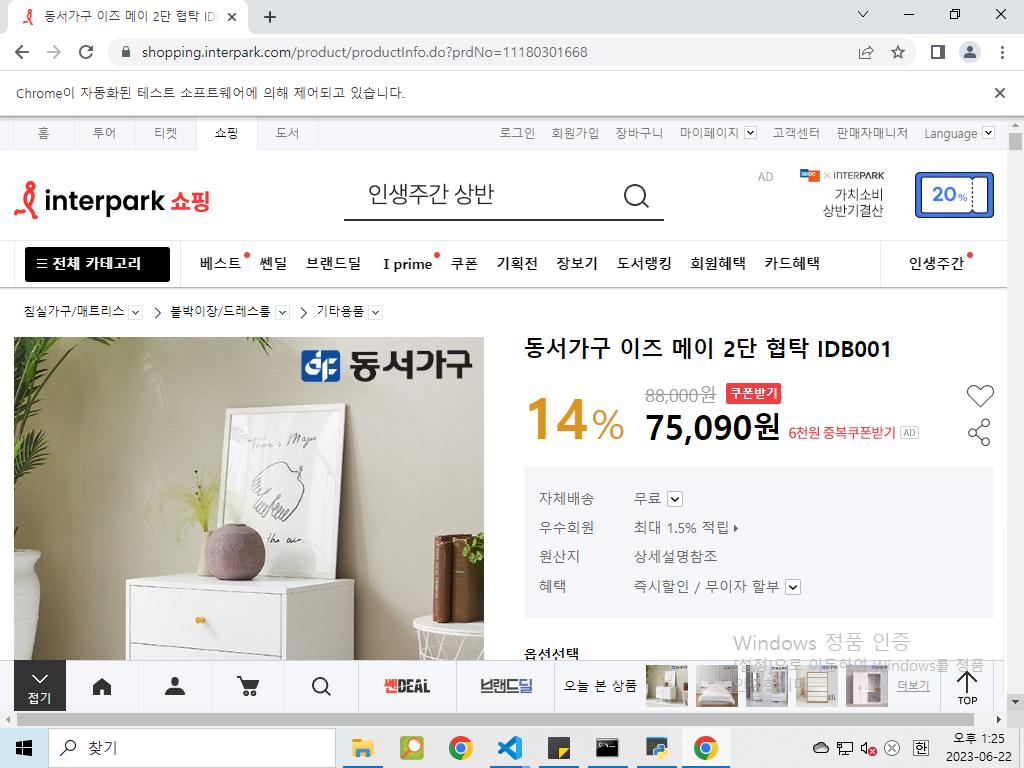 동서가구 이즈 메이 2단 협탁 IDE
shopping.interpark.com/product/productInfo.do?prdNo=11180301668
Chrome이 자동화된 테스트 소프트웨어에 의해 제어되고 있습니다.
홈 투어 티켓 쇼핑 도서 로그인 회원가입 장바구니 마이페이지 고객센터 판매자매니저 Language
interpark 쇼핑
인생주간 상반
AD
SBDC × INTERPARK
가치소비
상반기결산
20%
전체 카테고리 베스트 쎈딜 브랜드딜 I prime 쿠폰 기획전 장보기 도서랭킹 회원혜택 카드혜택 인생주간
침실가구/매트리스 > 붙박이장/드레스룸 > 기타용품
동서가구
There's Magic
the air.
동서가구 이즈 메이 2단 협탁 IDB001
14%
88,000원 쿠폰받기
75,090원 6천원 중복쿠폰받기 AD
자체배송 무료
우수회원 최대 1.5% 적립
원산지 상세설명참조
혜택 즉시할인 / 무이자 할부
옵션선택
Windows 정품 인증
[설정]으로 이동하여 Windows를 정품
접기
쎈DEAL
브랜드딜
오늘 본 상품
더보기
TOP
찾기
한
오후 1:25
2023-06-22